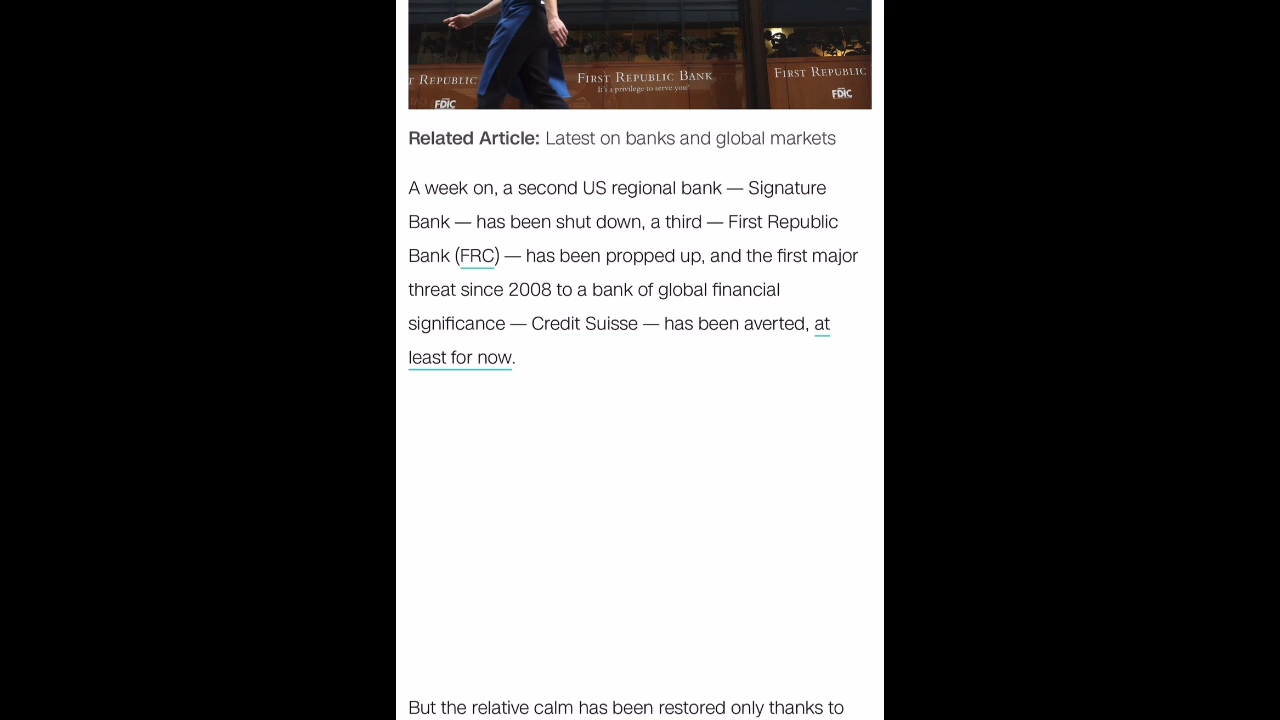 T REPUBLIC
FIRST REPUBLIC BANK
It's a privilege to serve you®
FIRST REPUBLIC
FDIC
FDIC
Related Article: Latest on banks and global markets
A week on, a second US regional bank — Signature
Bank — has been shut down, a third — First Republic
Bank (FRC) — has been propped up, and the first major
threat since 2008 to a bank of global financial
significance — Credit Suisse — has been averted, at
least for now.
But the relative calm has been restored only thanks to